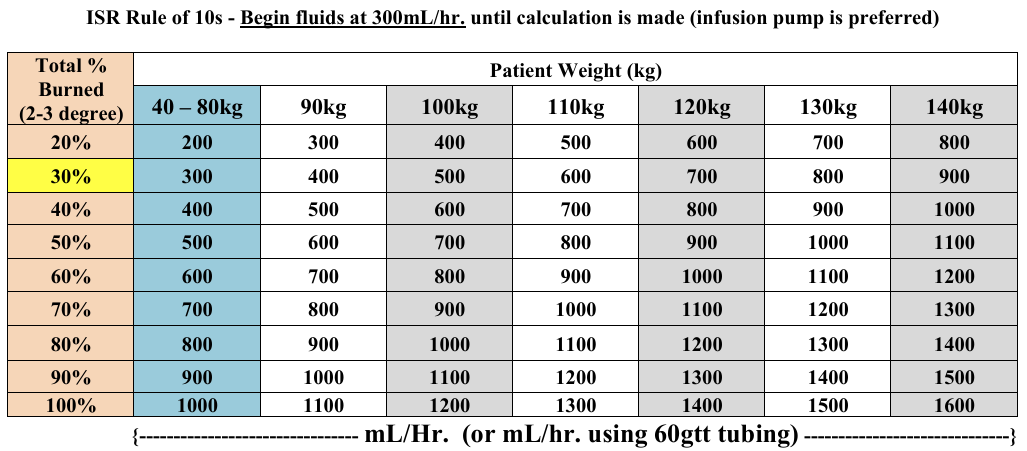 ISR Rule of 10s - Begin fluids at 300mL/hr. until calculation is made (infusion pump is preferred)
Total %
Burned
(2-3 degree)
Patient Weight (kg)
40 – 80kg 90kg 100kg 110kg 120kg 130kg 140kg
20% 200 300 400 500 600 700 800
30% 300 400 500 600 700 800 900
40% 400 500 600 700 800 900 1000
50% 500 600 700 800 900 1000 1100
60% 600 700 800 900 1000 1100 1200
70% 700 800 900 1000 1100 1200 1300
80% 800 900 1000 1100 1200 1300 1400
90% 900 1000 1100 1200 1300 1400 1500
100% 1000 1100 1200 1300 1400 1500 1600
{-------------------------------- mL/Hr. (or mL/hr. using 60gtt tubing) ------------------------------}